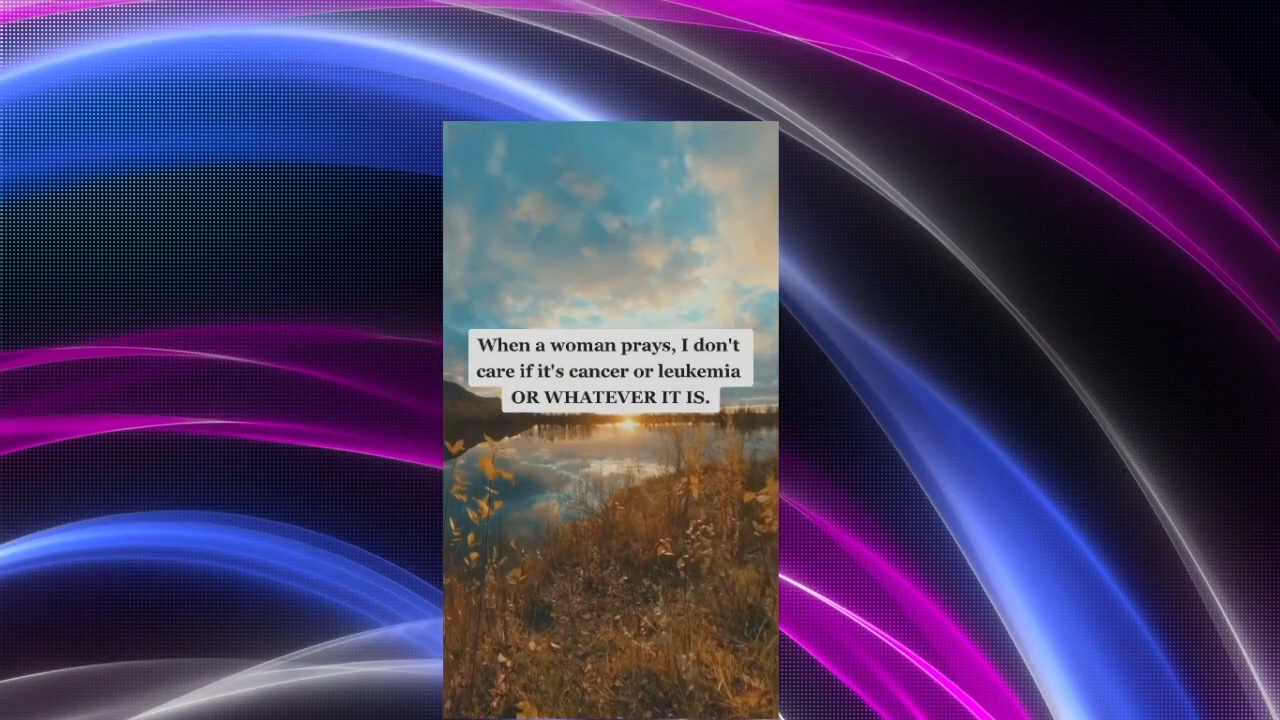 When a woman prays, I don't
care if it's cancer or leukemia
OR WHATEVER IT IS.